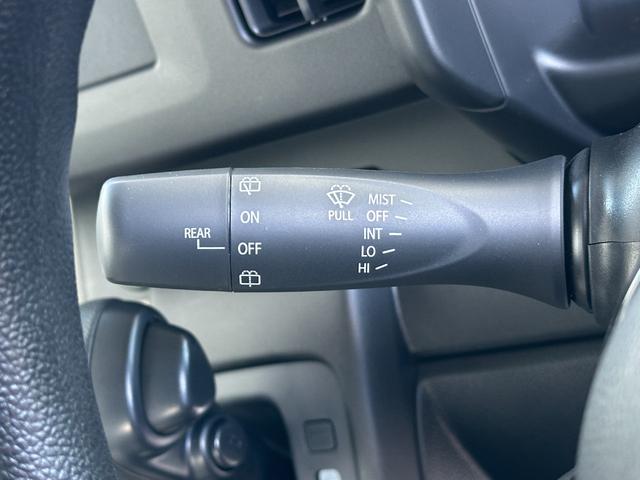 REAR
ON
OFF
PULL
MIST
OFF
INT
LO
HI